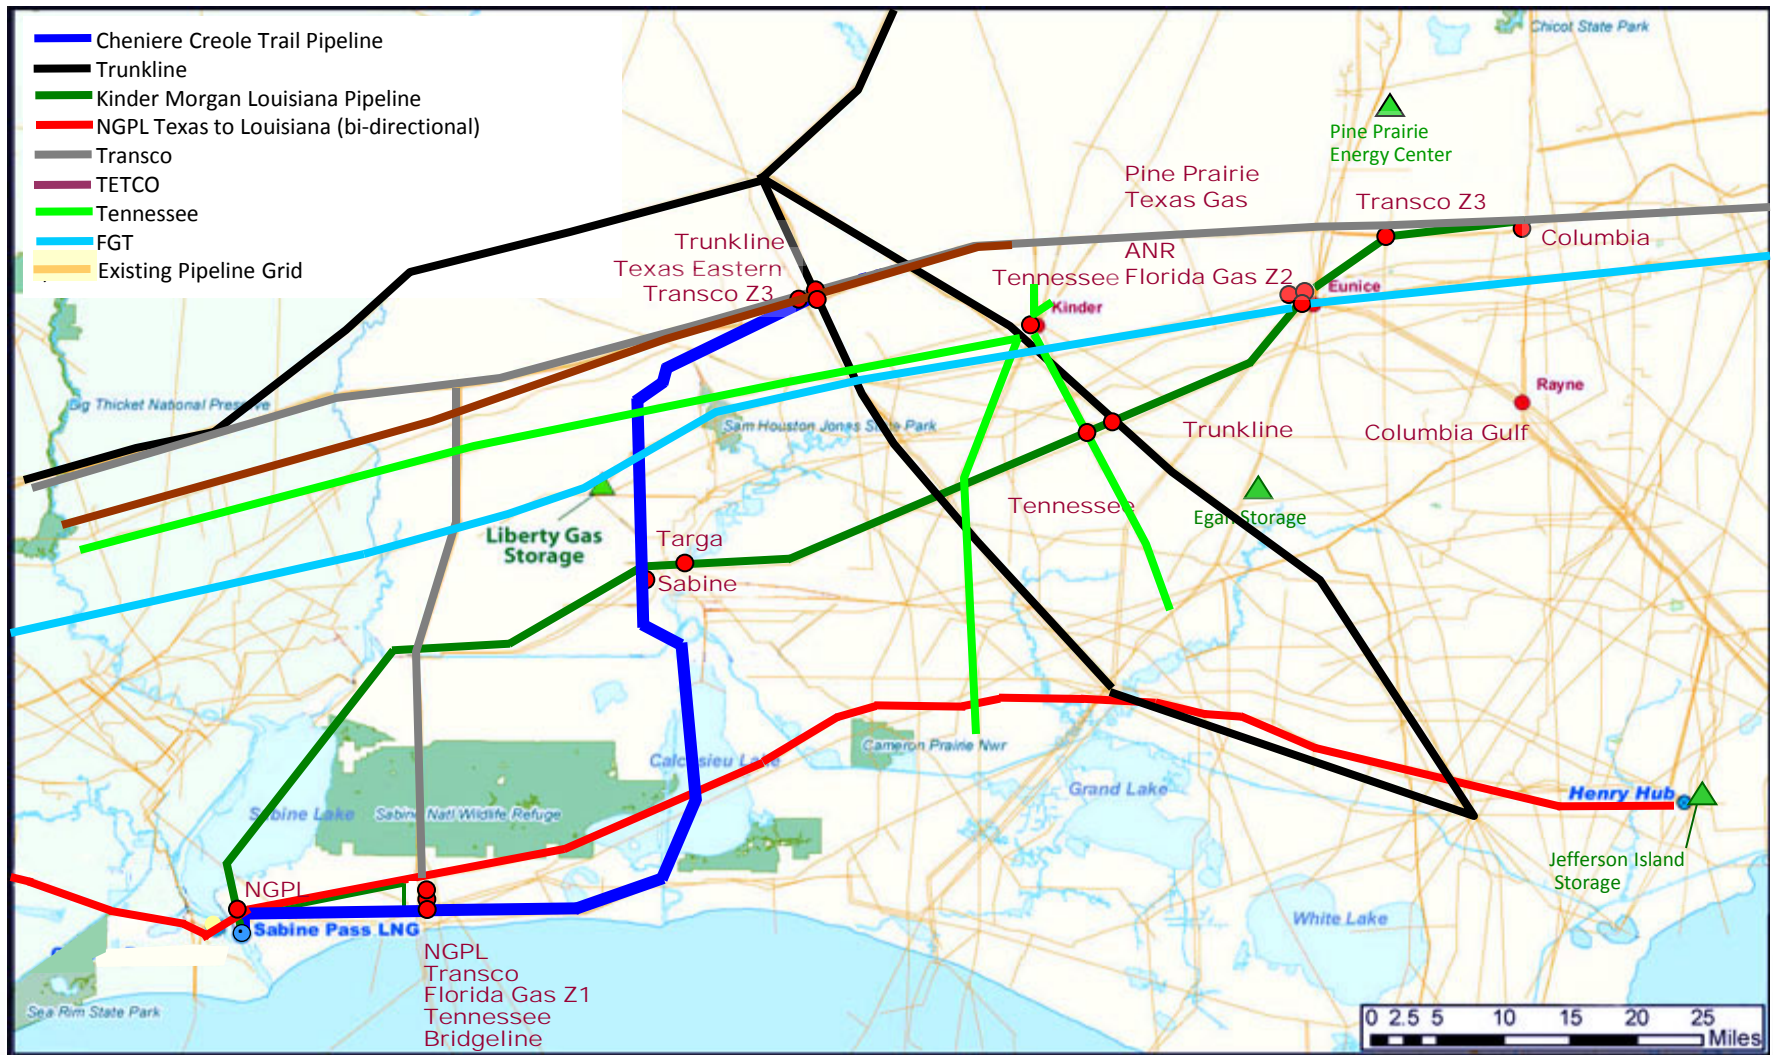 Cheniere Creole Trail Pipeline
Trunkline
Kinder Morgan Louisiana Pipeline
NGPL Texas to Louisiana (bi-directional)
Transco
TETCO
Tennessee
FGT
Existing Pipeline Grid
Chicot State Park
Pine Prairie
Energy Center
Pine Prairie
Texas Gas
Transco Z3
Columbia
Trunkline
Texas Eastern
Transco Z3
ANR
Florida Gas Z2
Tennessee
Eunice
Kinder
Rayne
Big Thicket National Preserve
Sam Houston Jones State Park
Trunkline
Columbia Gulf
Liberty Gas
Storage
Tennessee
Egan Storage
Targa
Sabine
Calcasieu Lake
Cameron Prairie Nwr
Grand Lake
Henry Hub
Sabine Lake
Sabine Natl Wildlife Refuge
Jefferson Island
Storage
NGPL
Sabine Pass LNG
White Lake
NGPL
Transco
Florida Gas Z1
Tennessee
Bridgeline
Sea Rim State Park
0 2.5 5 10 15 20 25
Miles